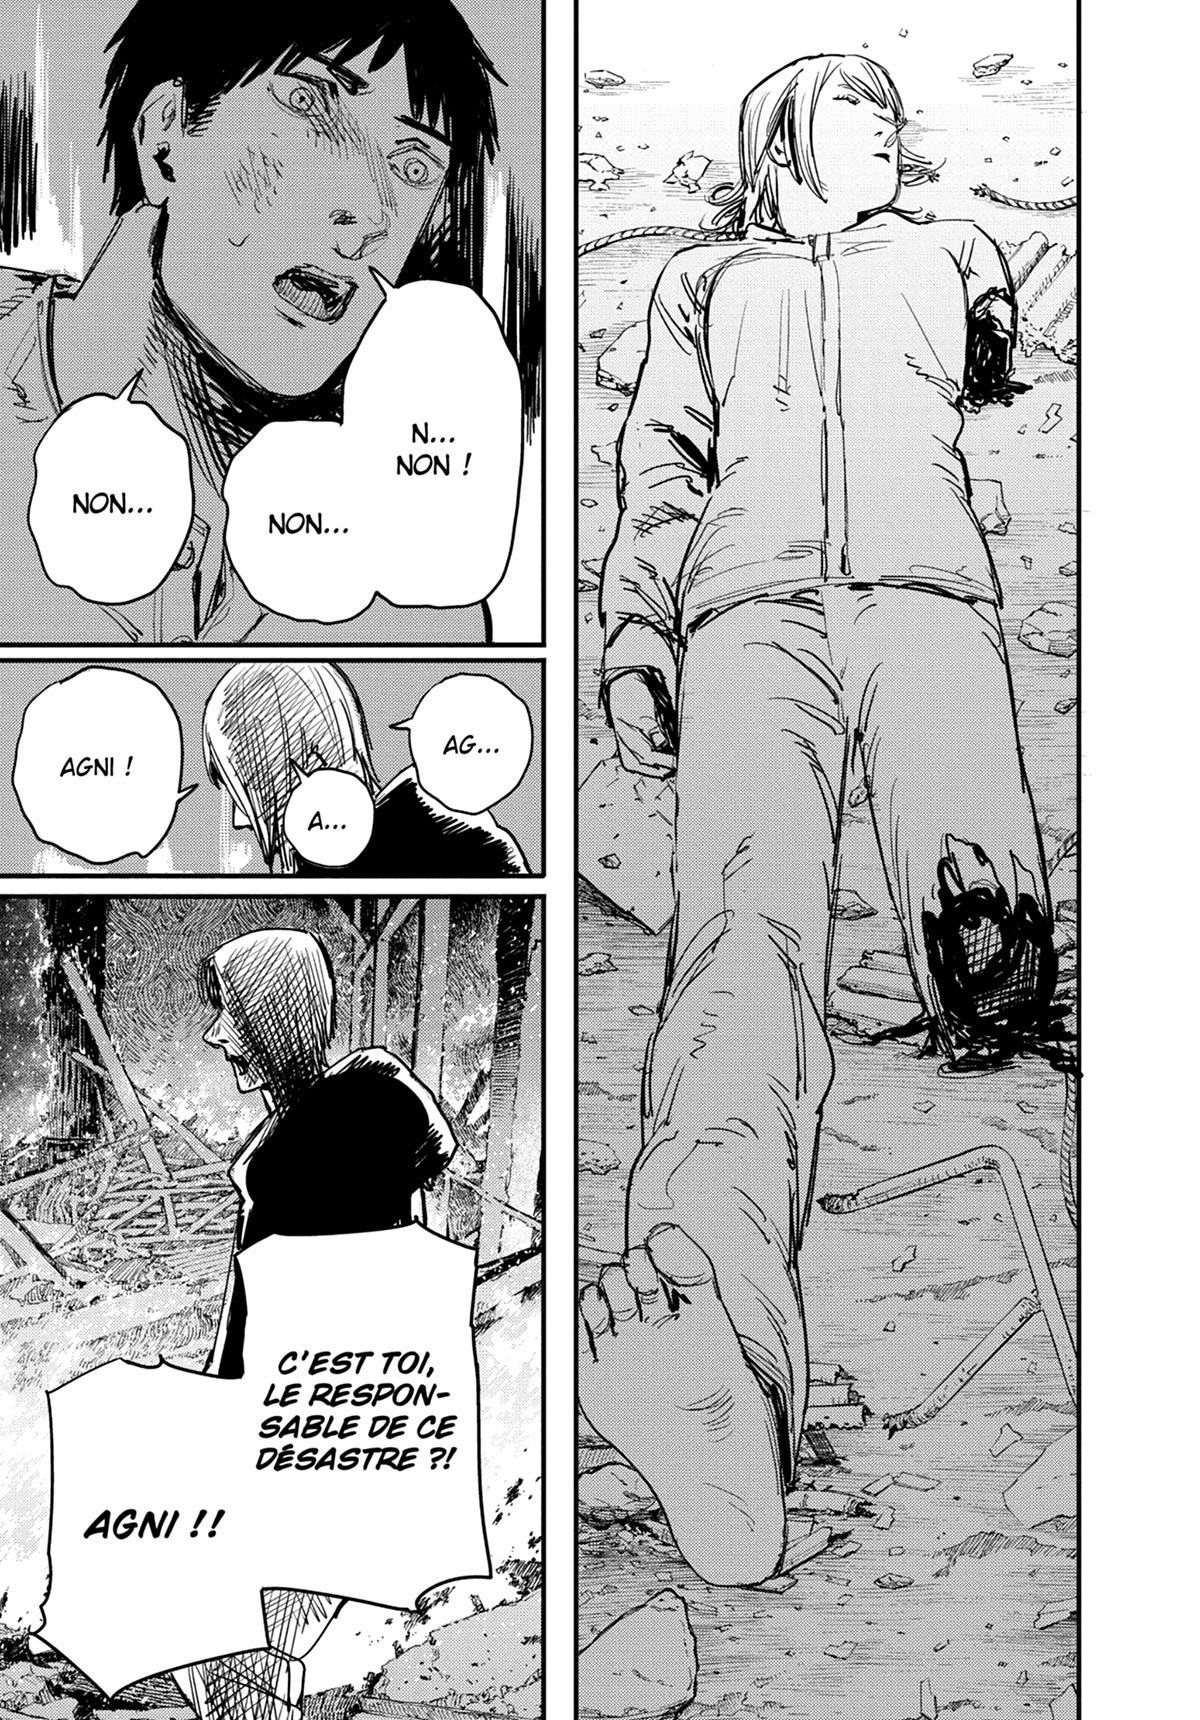 N...
NON !
NON...
NON...
AG...
A...
AGNI !
C'EST TOI,
LE RESPON-
SABLE DE CE
DÉSASTRE ?!
AGNI !!